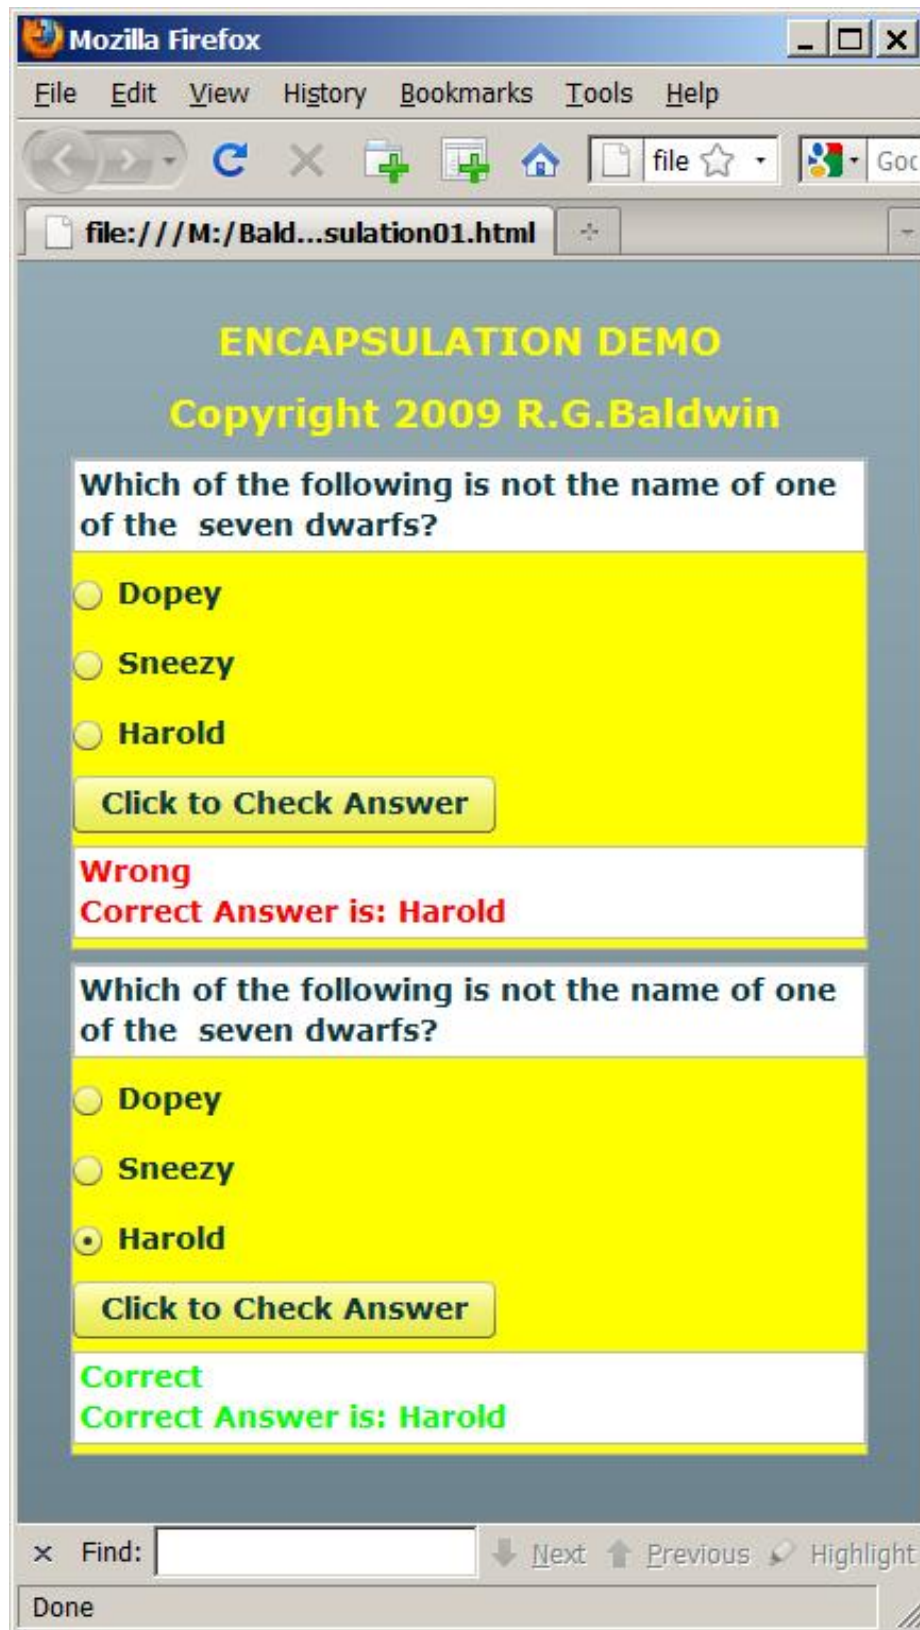 Mozilla Firefox
File Edit View History Bookmarks Tools Help
file
Goo
file:///M:/Bald...sulation01.html
ENCAPSULATION DEMO
Copyright 2009 R.G.Baldwin
Which of the following is not the name of one
of the seven dwarfs?
Dopey
Sneezy
Harold
Click to Check Answer
Wrong
Correct Answer is: Harold
Which of the following is not the name of one
of the seven dwarfs?
Dopey
Sneezy
Harold
Click to Check Answer
Correct
Correct Answer is: Harold
Find: Next Previous Highlight
Done